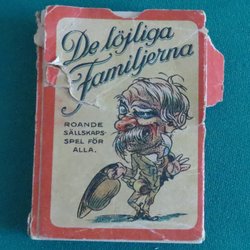 De löjliga
Familjerna
ROANDE
SÄLLSKAPS-
SPEL FÖR
ALLA.